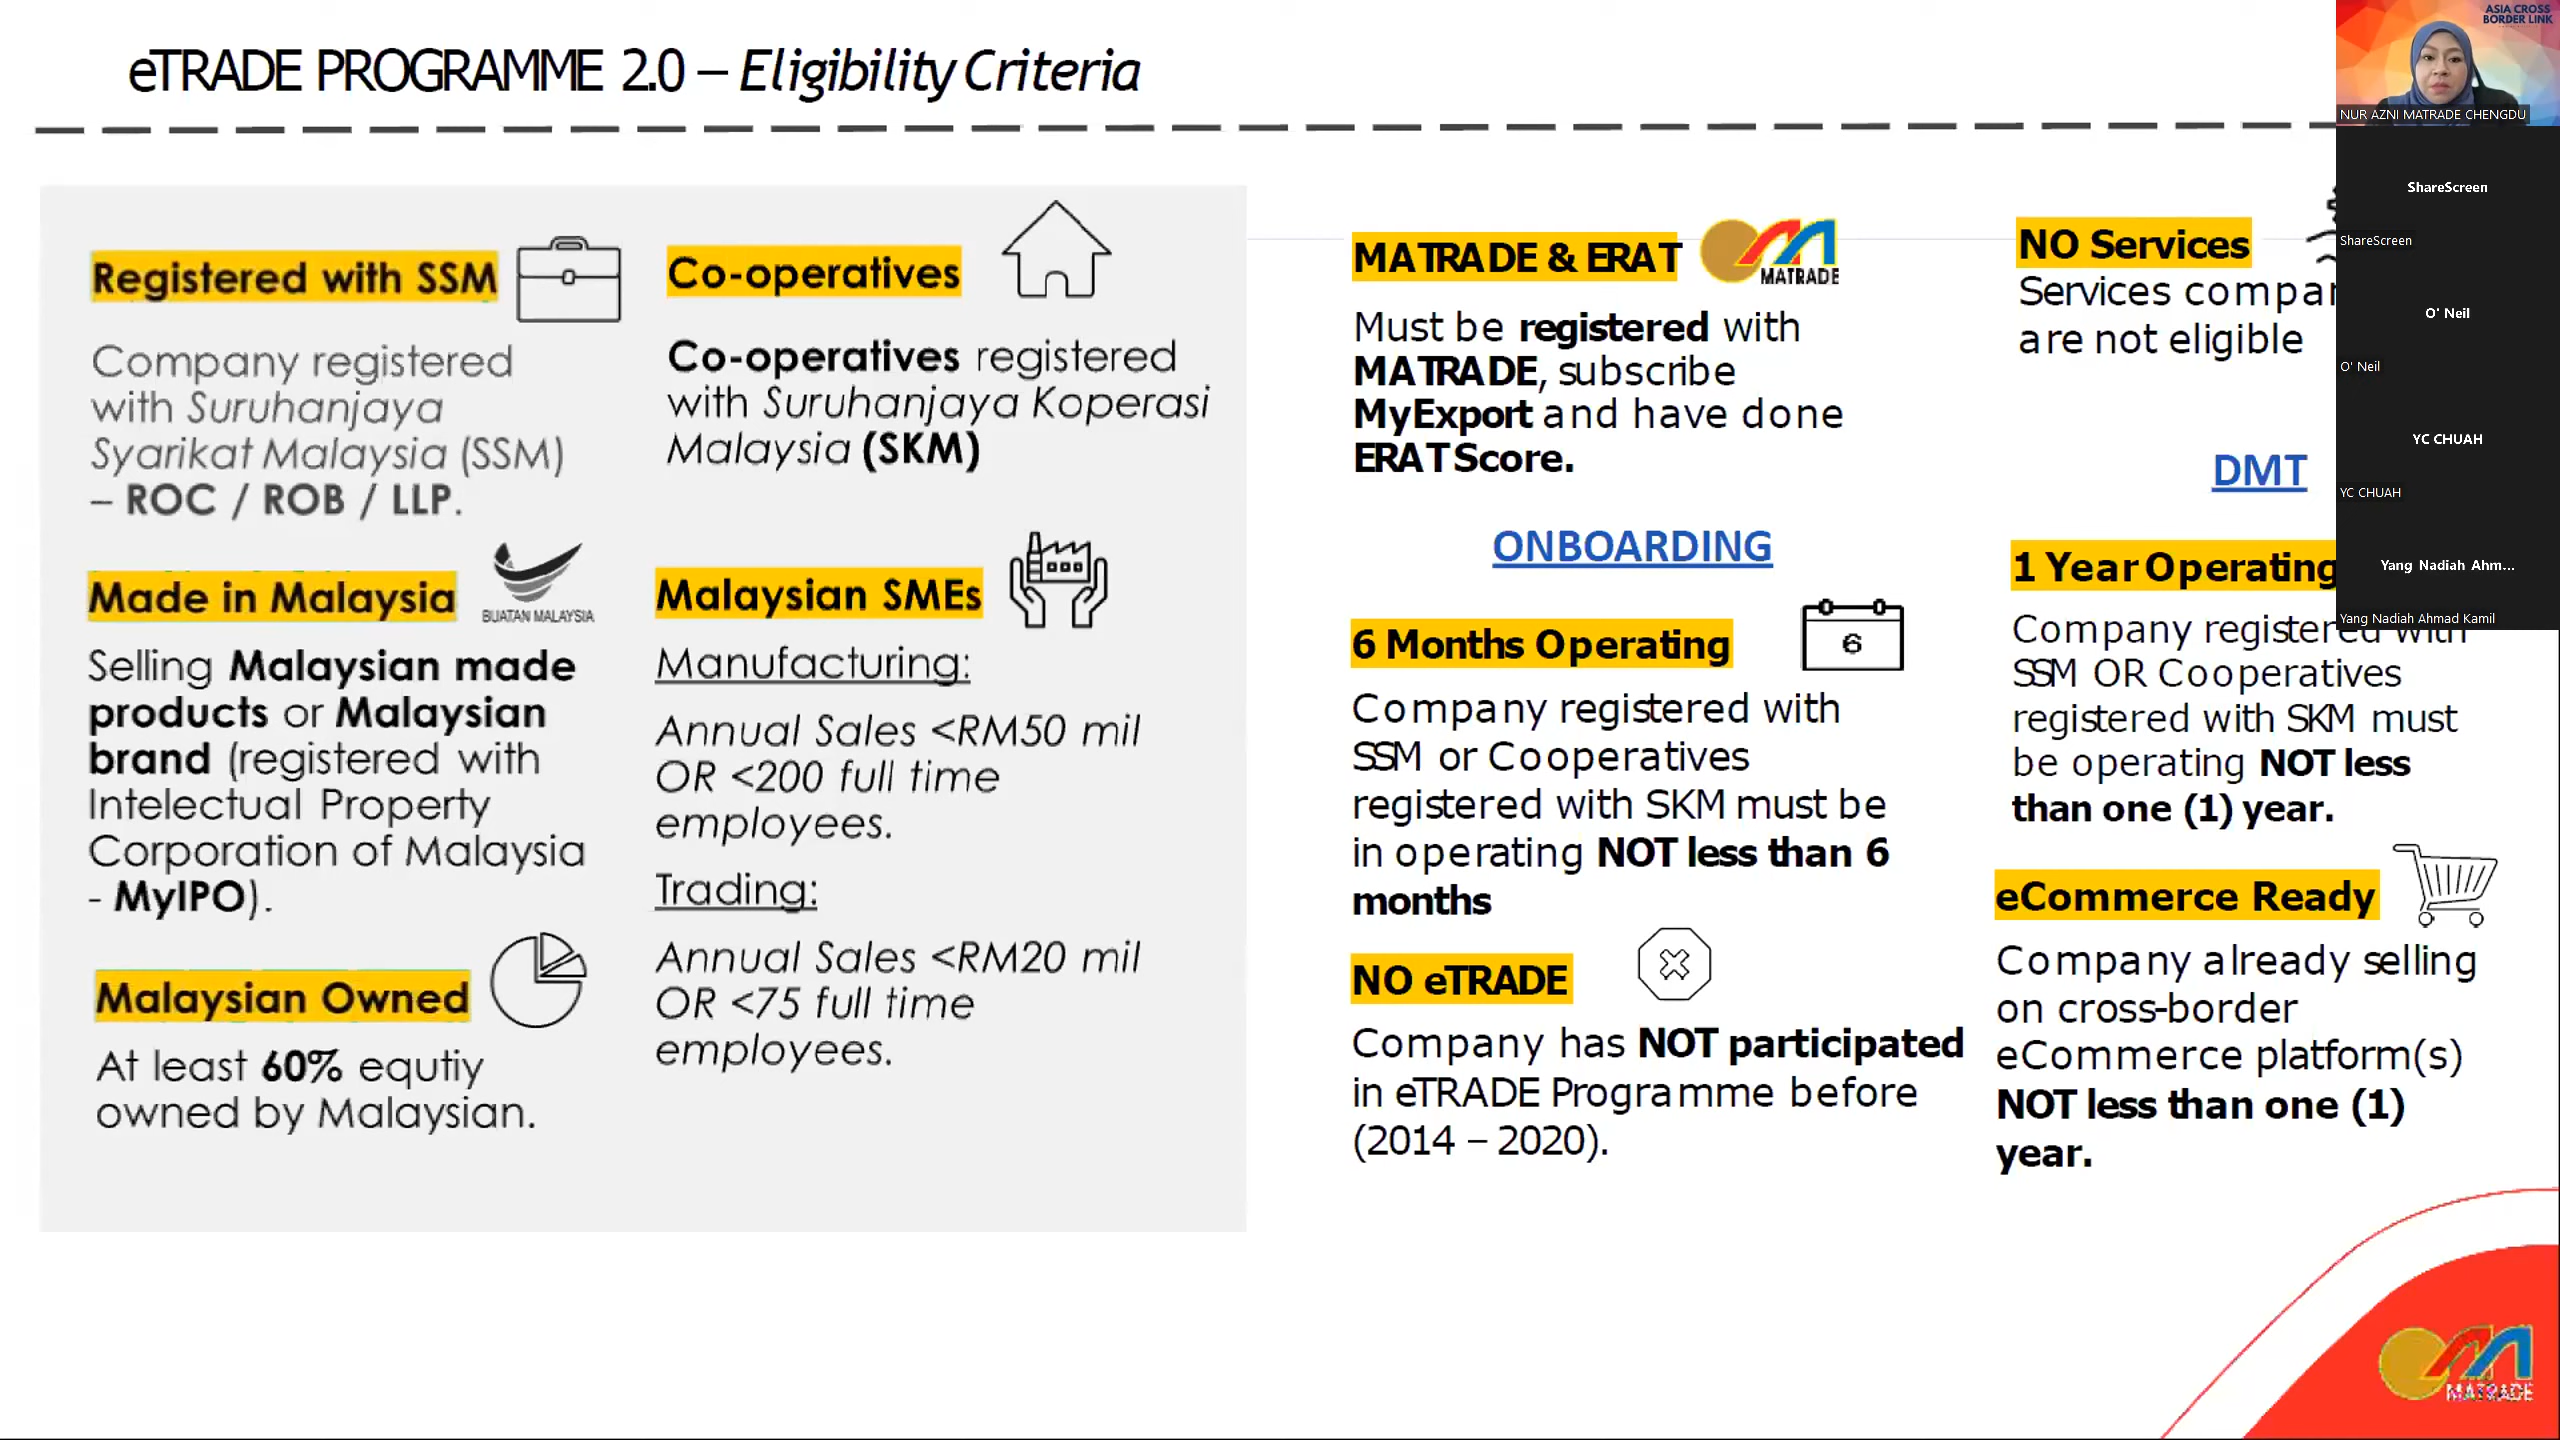 eTRADE PROGRAMME 2.0 – Eligibility Criteria
Registered with SSM
Company registered
with Suruhanjaya
Syarikat Malaysia (SSM)
– ROC / ROB / LLP.
Co-operatives
Co-operatives registered
with Suruhanjaya Koperasi
Malaysia (SKM)
Made in Malaysia
BUATAN MALAYSIA
Selling Malaysian made
products or Malaysian
brand (registered with
Intelectual Property
Corporation of Malaysia
- MyIPO).
Malaysian Owned
At least 60% equtiy
owned by Malaysian.
Malaysian SMEs
Manufacturing:
Annual Sales <RM50 mil
OR <200 full time
employees.
Trading:
Annual Sales <RM20 mil
OR <75 full time
employees.
MATRADE & ERAT
MATRADE
Must be registered with
MATRADE, subscribe
MyExport and have done
ERAT Score.
ONBOARDING
6 Months Operating
6
Company registered with
SSM or Cooperatives
registered with SKM must be
in operating NOT less than 6
months
NO eTRADE
Company has NOT participated
in eTRADE Programme before
(2014 – 2020).
NO Services
Services
are not eligible
DMT
1 Year Operating
Company registered with
SSM OR Cooperatives
registered with SKM must
be operating NOT less
than one (1) year.
eCommerce Ready
Company already selling
on cross-border
eCommerce platform(s)
NOT less than one (1)
year.
MATRADE
ASIA CROSS
BORDER LINK
NUR AZNI MATRADE CHENGDU
ShareScreen
ShareScreen
O' Neil
O' Neil
YC CHUAH
YC CHUAH
Yang Nadiah Ahm...
Yang Nadiah Ahmad Kamil